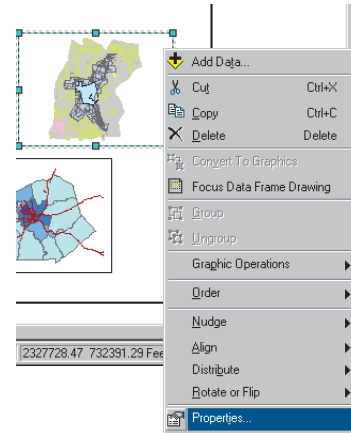 Add Data...
Cut Ctrl+X
Copy Ctrl+C
Delete Delete
Convert To Graphics
Focus Data Frame Drawing
Group
Ungroup
Graphic Operations
Order
Nudge
Align
Distribute
Rotate or Flip
2327728.47 732391.29 Fee
Properties...